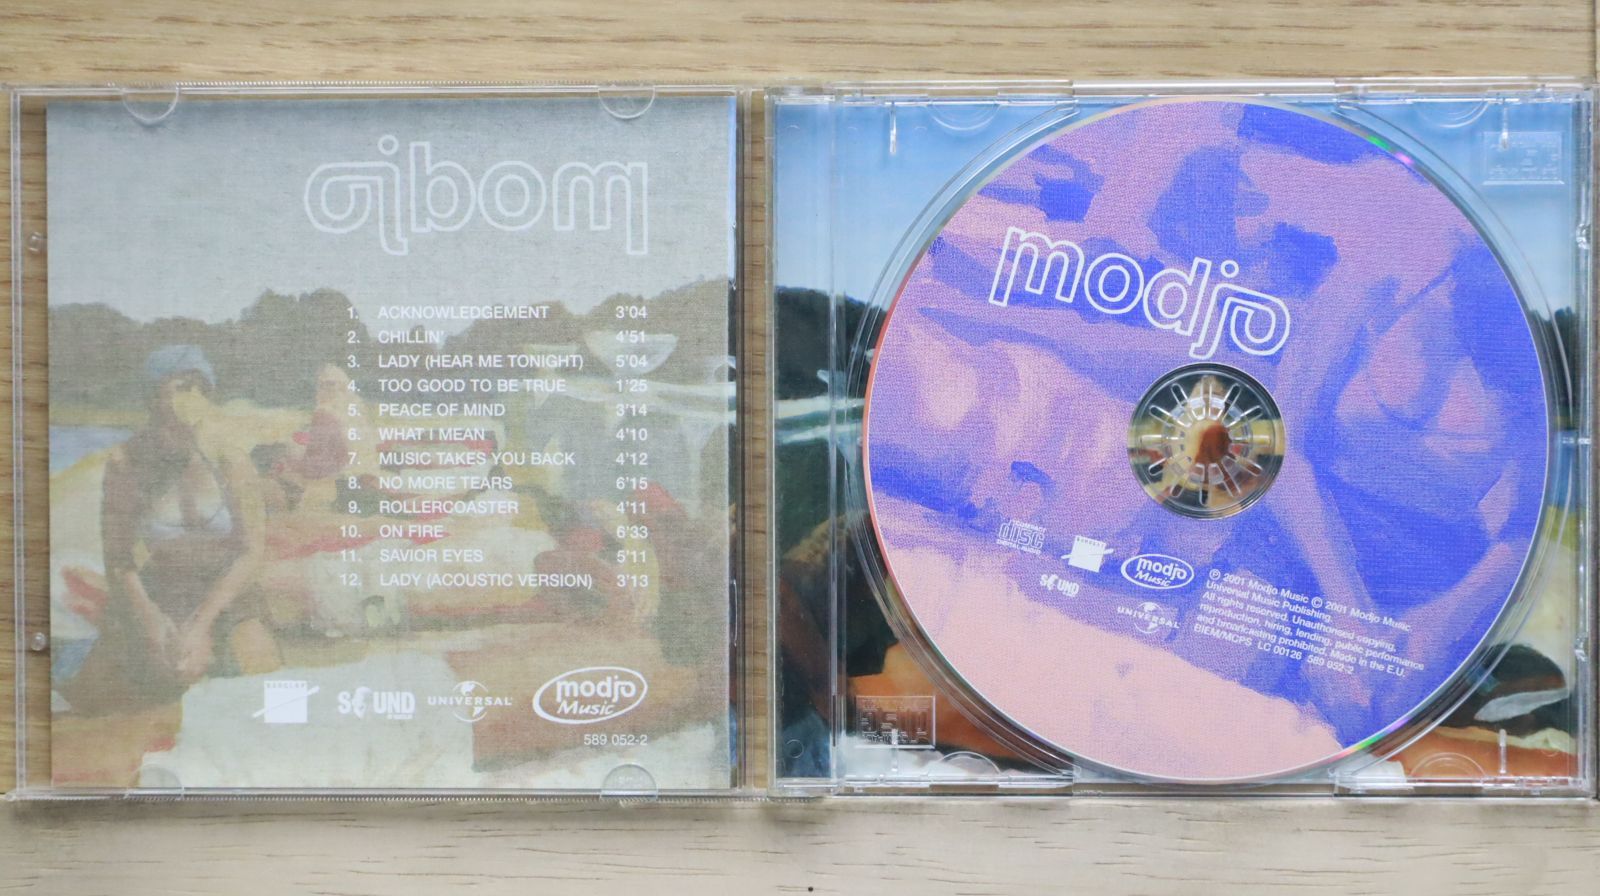 modjo
1. ACKNOWLEDGEMENT 3'04
2. CHILLIN' 4'51
3. LADY (HEAR ME TONIGHT) 5'04
4. TOO GOOD TO BE TRUE 1'25
5. PEACE OF MIND 3'14
6. WHAT I MEAN 4'10
7. MUSIC TAKES YOU BACK 4'12
8. NO MORE TEARS 6'15
9. ROLLERCOASTER 4'11
10. ON FIRE 6'33
11. SAVIOR EYES 5'11
12. LADY (ACOUSTIC VERSION) 3'13
BARCLAY
SOUND
UNIVERSAL
modjo
Music
589 052-2
modjo
COMPACT
disc
DIGITAL AUDIO
BARCLAY
SOUND
modjo
Music
UNIVERSAL
℗ 2001 Modjo Music © 2001 Modjo Music,
Universal Music Publishing.
All rights reserved. Unauthorised copying,
reproduction, hiring, lending, public performance
and broadcasting prohibited. Made in the E.U.
BIEM/MCPS LC 00126 589 052-2